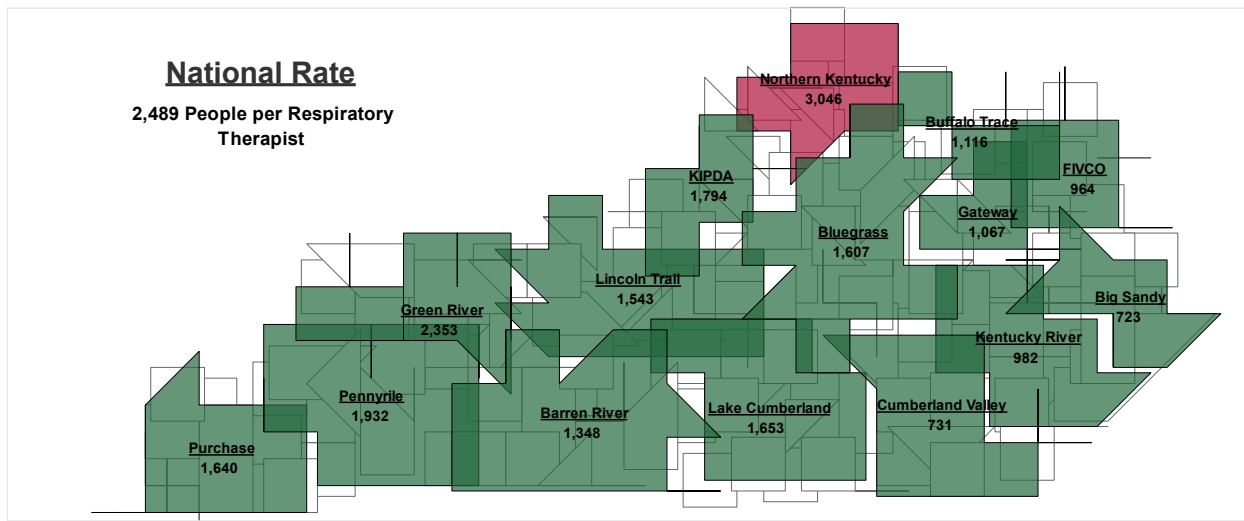 National Rate
2,489 People per Respiratory
Therapist
Northern Kentucky
3,046
Buffalo Trace
1,116
FIVCO
964
KIPDA
1,794
Gateway
1,067
Bluegrass
1,607
Lincoln Trail
1,543
Big Sandy
723
Green River
2,353
Kentucky River
982
Pennyrile
1,932
Barren River
1,348
Lake Cumberland
1,653
Cumberland Valley
731
Purchase
1,640